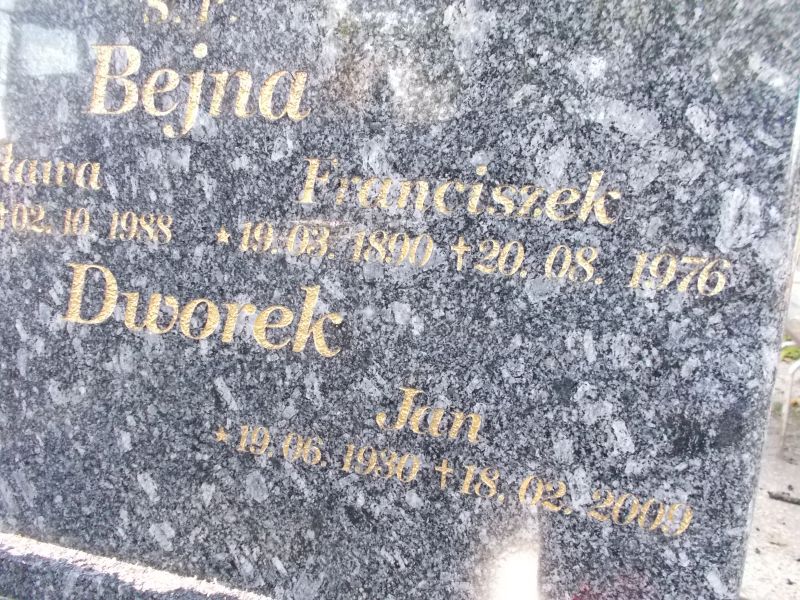 Ś. P.
Bejna
Franciszek
†02. 10. 1988 *19. 03. 1890 †20. 08. 1976
Dworek
Jan
*19. 06. 1930 †18. 02. 2009